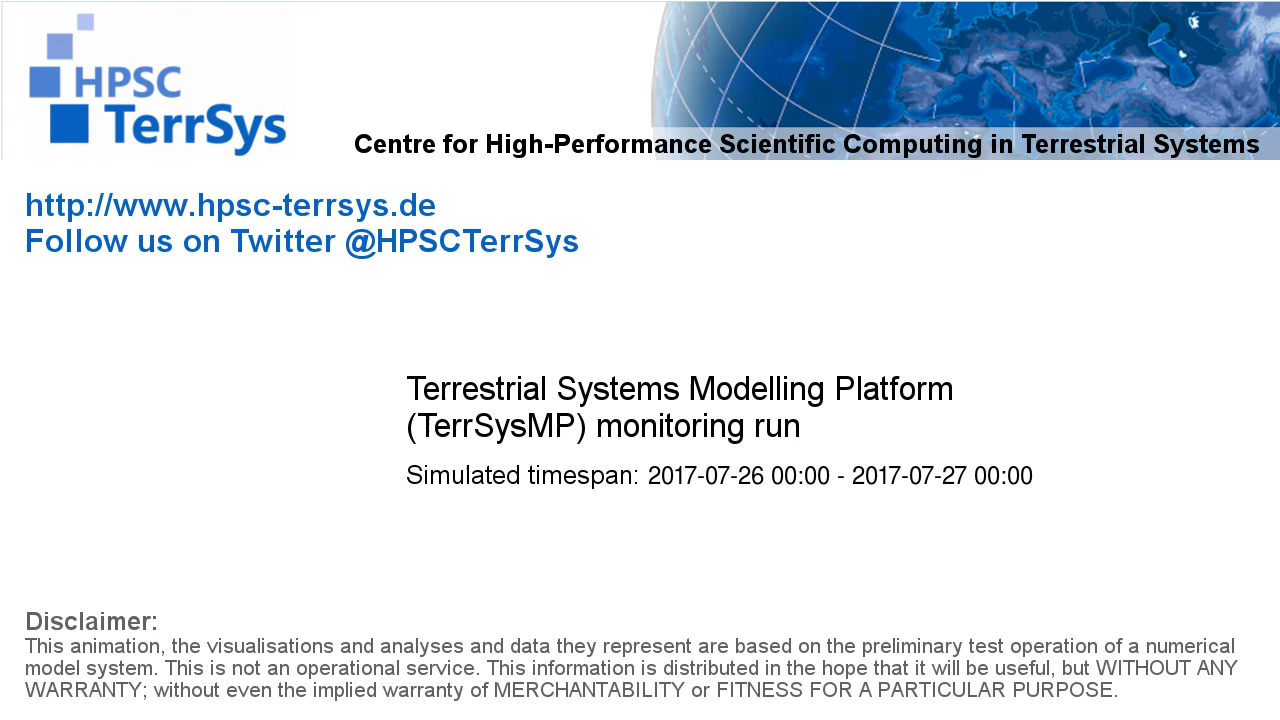 HPSC
TerrSys
Centre for High-Performance Scientific Computing in Terrestrial Systems
http://www.hpsc-terrsys.de
Follow us on Twitter @HPSCTerrSys
Terrestrial Systems Modelling Platform
(TerrSysMP) monitoring run
Simulated timespan: 2017-07-26 00:00 - 2017-07-27 00:00
Disclaimer:
This animation, the visualisations and analyses and data they represent are based on the preliminary test operation of a numerical
model system. This is not an operational service. This information is distributed in the hope that it will be useful, but WITHOUT ANY
WARRANTY; without even the implied warranty of MERCHANTABILITY or FITNESS FOR A PARTICULAR PURPOSE.